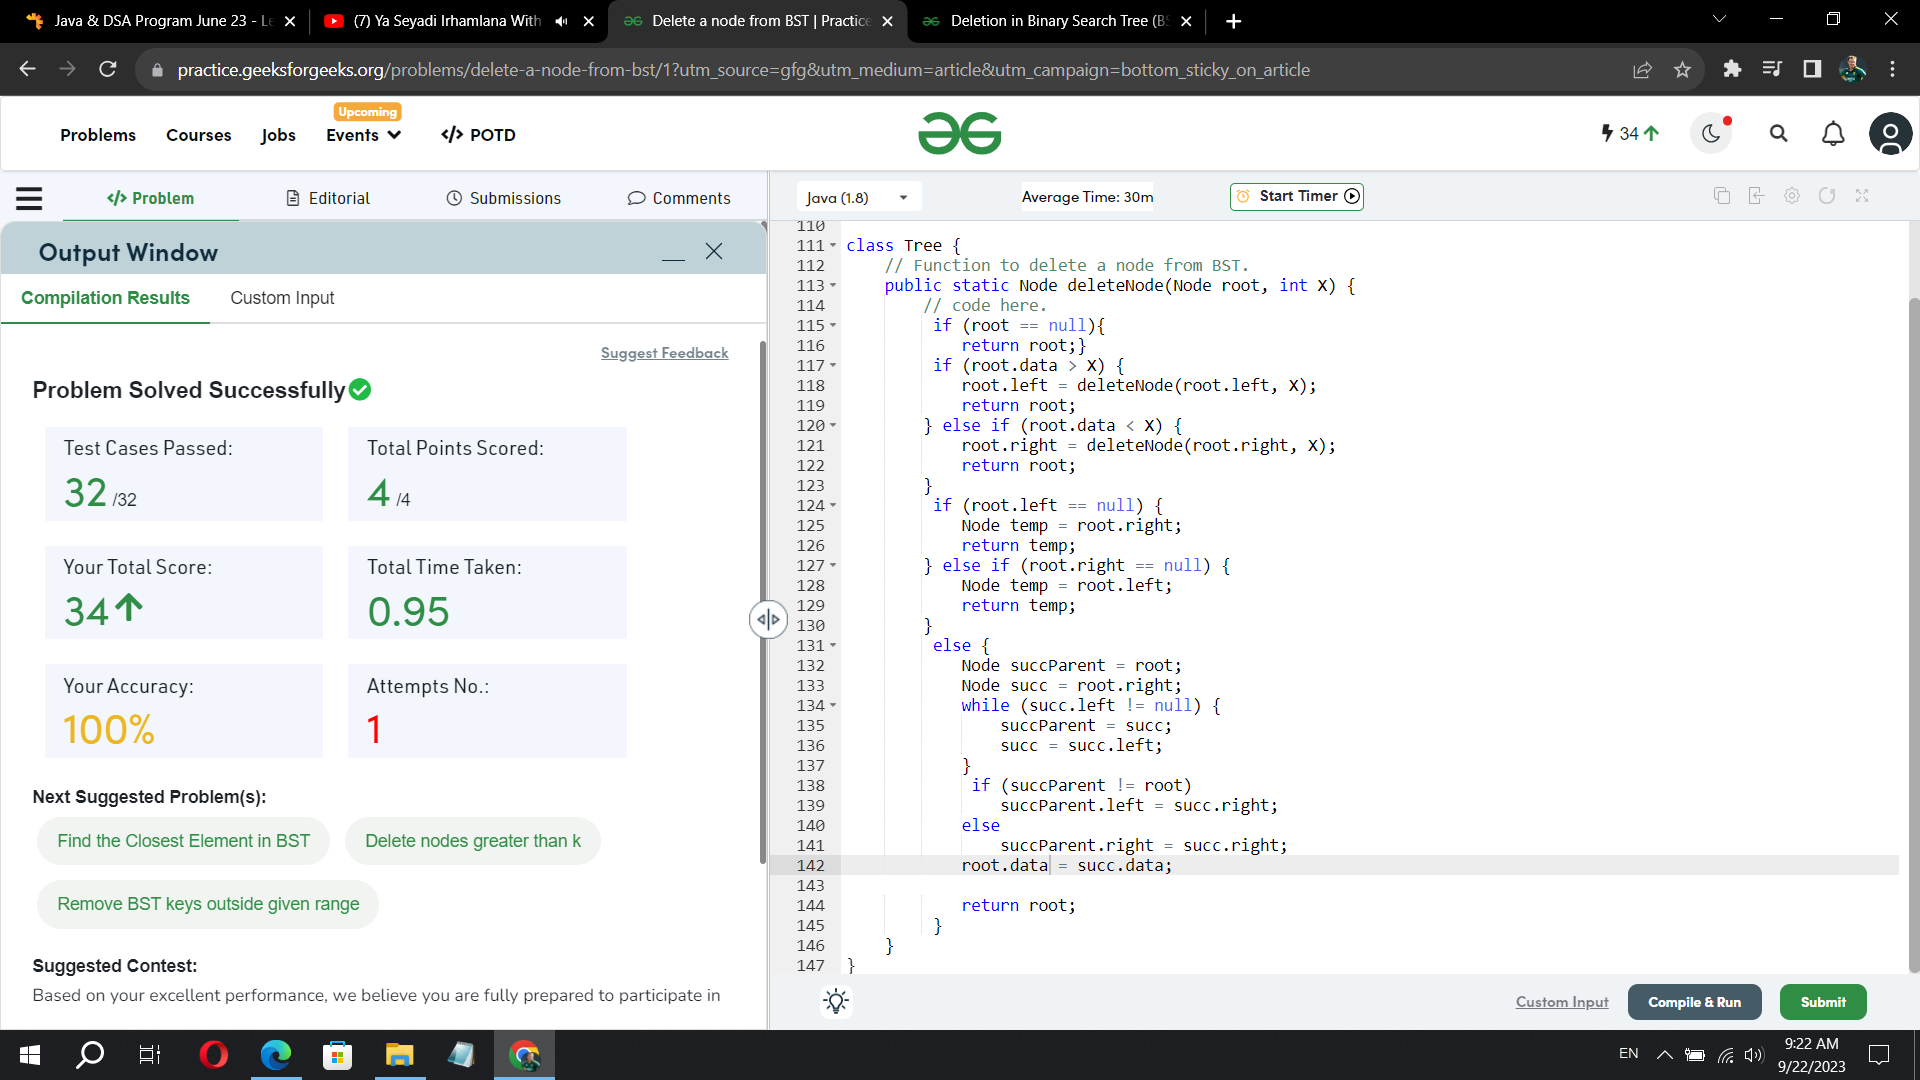 Java & DSA Program June 23 - Le
(7) Ya Seyadi Irhamlana With
Delete a node from BST | Practice
Deletion in Binary Search Tree (BS
practice.geeksforgeeks.org/problems/delete-a-node-from-bst/1?utm_source=gfg&utm_medium=article&utm_campaign=bottom_sticky_on_article
Problems
Courses
Jobs
Upcoming
Events
</> POTD
34
</> Problem
Editorial
Submissions
Comments
Java (1.8)
Average Time: 30m
Start Timer
Output Window
Compilation Results
Custom Input
Suggest Feedback
Problem Solved Successfully
Test Cases Passed:
32 /32
Total Points Scored:
4 /4
Your Total Score:
34
Total Time Taken:
0.95
Your Accuracy:
100%
Attempts No.:
1
Next Suggested Problem(s):
Find the Closest Element in BST
Delete nodes greater than k
Remove BST keys outside given range
Suggested Contest:
Based on your excellent performance, we believe you are fully prepared to participate in
110
111 class Tree {
112 // Function to delete a node from BST.
113 public static Node deleteNode(Node root, int X) {
114 // code here.
115 if (root == null){
116 return root;}
117 if (root.data > X) {
118 root.left = deleteNode(root.left, X);
119 return root;
120 } else if (root.data < X) {
121 root.right = deleteNode(root.right, X);
122 return root;
123 }
124 if (root.left == null) {
125 Node temp = root.right;
126 return temp;
127 } else if (root.right == null) {
128 Node temp = root.left;
129 return temp;
130 }
131 else {
132 Node succParent = root;
133 Node succ = root.right;
134 while (succ.left != null) {
135 succParent = succ;
136 succ = succ.left;
137 }
138 if (succParent != root)
139 succParent.left = succ.right;
140 else
141 succParent.right = succ.right;
142 root.data = succ.data;
143
144 return root;
145 }
146 }
147 }
Custom Input
Compile & Run
Submit
EN
9:22 AM
9/22/2023